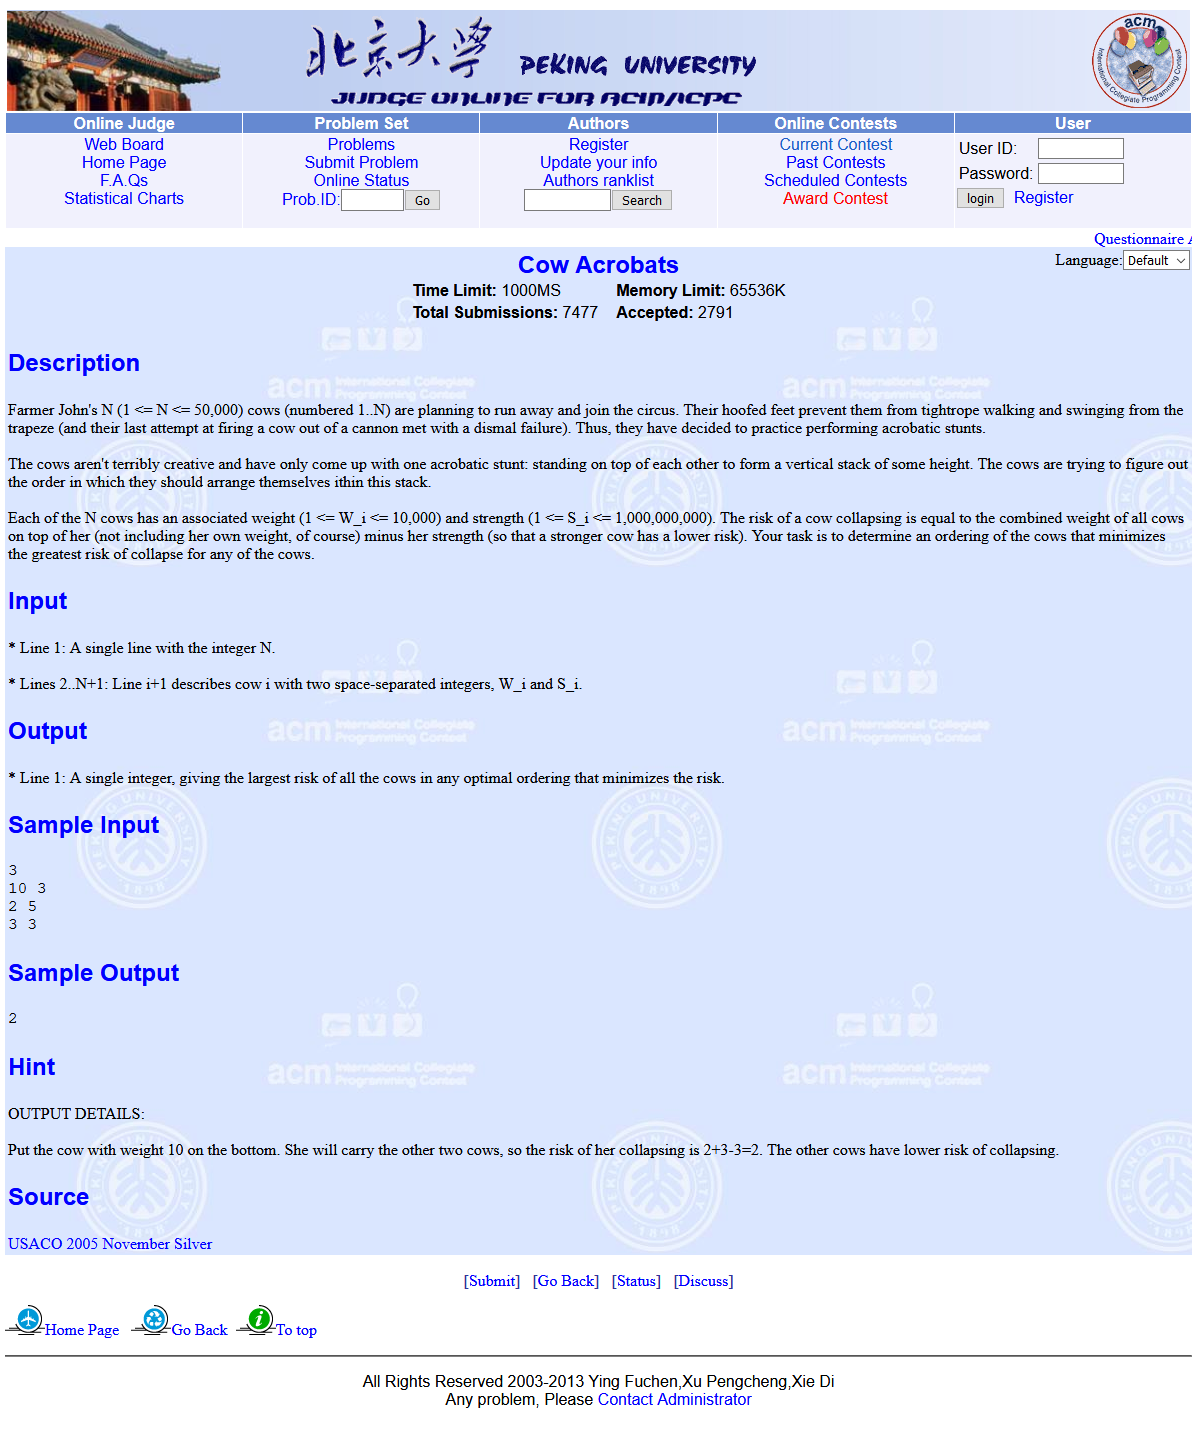 北京大學 PEKING UNIVERSITY
JUDGE ONLINE FOR ACM/ICPC
acm
International Collegiate Programming Contest
Online Judge Problem Set Authors Online Contests User
Web Board Problems Register Current Contest User ID:
Home Page Submit Problem Update your info Past Contests Password:
F.A.Qs Online Status Authors ranklist Scheduled Contests
Statistical Charts Prob.ID: Go Search Award Contest login Register
Questionnaire A
Language: Default
Cow Acrobats
Time Limit: 1000MS Memory Limit: 65536K
Total Submissions: 7477 Accepted: 2791
Description
Farmer John's N (1 <= N <= 50,000) cows (numbered 1..N) are planning to run away and join the circus. Their hoofed feet prevent them from tightrope walking and swinging from the
trapeze (and their last attempt at firing a cow out of a cannon met with a dismal failure). Thus, they have decided to practice performing acrobatic stunts.
The cows aren't terribly creative and have only come up with one acrobatic stunt: standing on top of each other to form a vertical stack of some height. The cows are trying to figure out
the order in which they should arrange themselves ithin this stack.
Each of the N cows has an associated weight (1 <= W_i <= 10,000) and strength (1 <= S_i <= 1,000,000,000). The risk of a cow collapsing is equal to the combined weight of all cows
on top of her (not including her own weight, of course) minus her strength (so that a stronger cow has a lower risk). Your task is to determine an ordering of the cows that minimizes
the greatest risk of collapse for any of the cows.
Input
* Line 1: A single line with the integer N.
* Lines 2..N+1: Line i+1 describes cow i with two space-separated integers, W_i and S_i.
Output
* Line 1: A single integer, giving the largest risk of all the cows in any optimal ordering that minimizes the risk.
Sample Input
3
10 3
2 5
3 3
Sample Output
2
Hint
OUTPUT DETAILS:
Put the cow with weight 10 on the bottom. She will carry the other two cows, so the risk of her collapsing is 2+3-3=2. The other cows have lower risk of collapsing.
Source
USACO 2005 November Silver
[Submit] [Go Back] [Status] [Discuss]
Home Page Go Back To top
All Rights Reserved 2003-2013 Ying Fuchen,Xu Pengcheng,Xie Di
Any problem, Please Contact Administrator